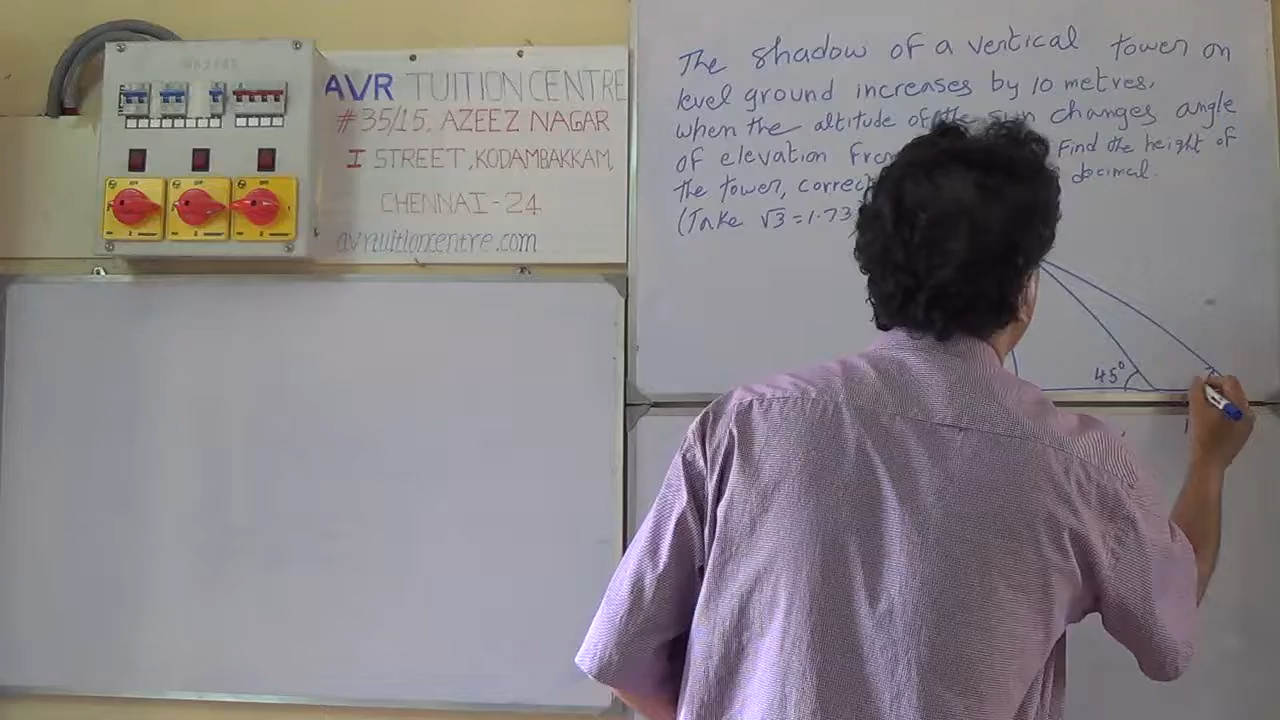 AVR TUITION CENTRE
# 35/15, AZEEZ NAGAR
I STREET, KODAMBAKKAM,
CHENNAI - 24
avrtuitioncentre.com
The shadow of a vertical tower on
level ground increases by 10 metres,
when the altitude of the sun changes angle
of elevation Find the height of
the tower, decimal.
(Take √3 = 1.73
45°